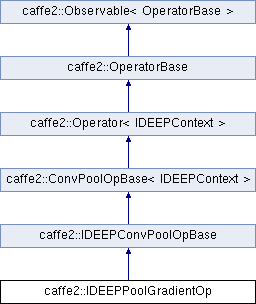 caffe2::Observable< OperatorBase >
caffe2::OperatorBase
caffe2::Operator< IDEEPContext >
caffe2::ConvPoolOpBase< IDEEPContext >
caffe2::IDEEPConvPoolOpBase
caffe2::IDEEPPoolGradientOp